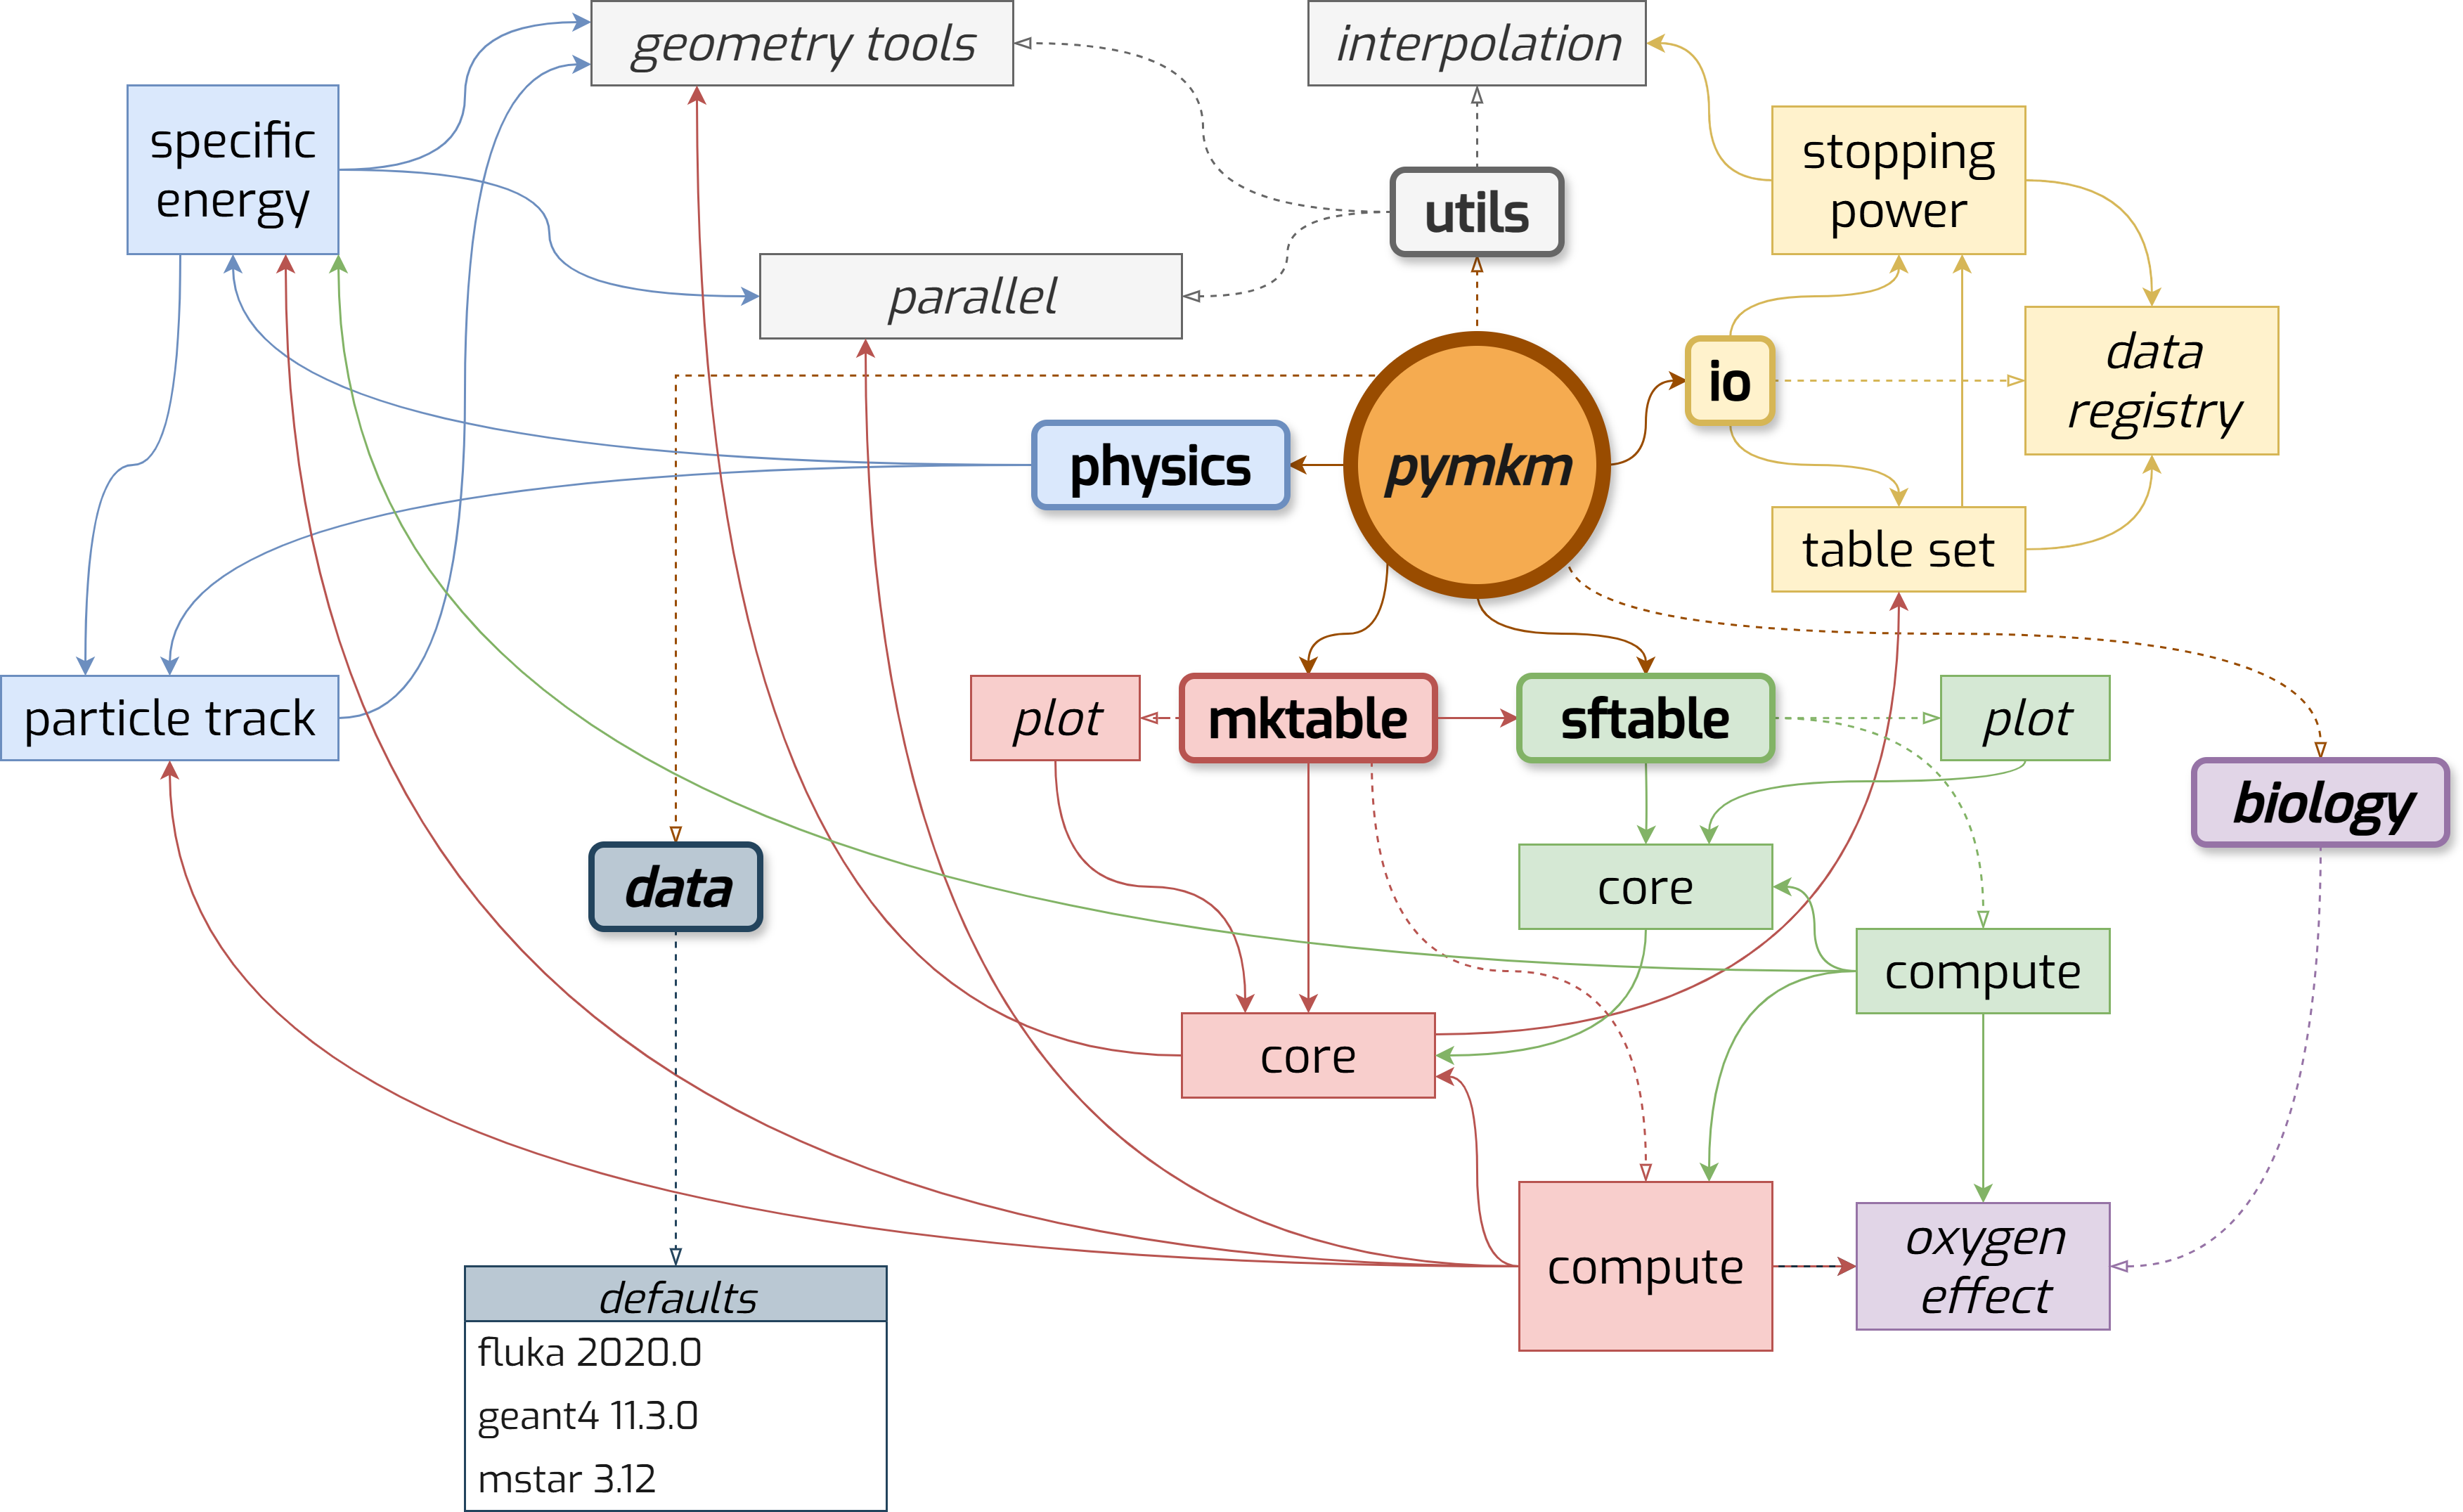 geometry tools
interpolation
specific
energy
stopping
power
utils
parallel
data
registry
io
physics
pymkm
table set
particle track
plot
mktable
sftable
plot
biology
data
core
compute
core
compute
oxygen
effect
defaults
fluka 2020.0
geant4 11.3.0
mstar 3.12